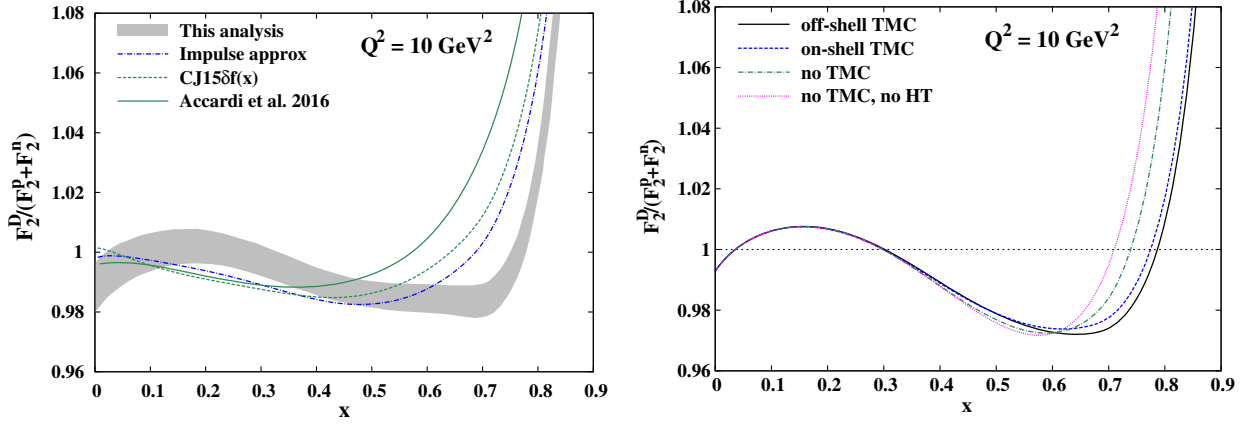 This analysis
Impulse approx
CJ15δf(x)
Accardi et al. 2016
Q² = 10 GeV²
F₂ᴰ/(F₂ᵖ+F₂ⁿ)
1.08
1.06
1.04
1.02
1
0.98
0.96
0 0.1 0.2 0.3 0.4 0.5 0.6 0.7 0.8 0.9
x
off-shell TMC
on-shell TMC
no TMC
no TMC, no HT
Q² = 10 GeV²
F₂ᴰ/(F₂ᵖ+F₂ⁿ)
1.08
1.06
1.04
1.02
1
0.98
0.96
0 0.1 0.2 0.3 0.4 0.5 0.6 0.7 0.8 0.9
x